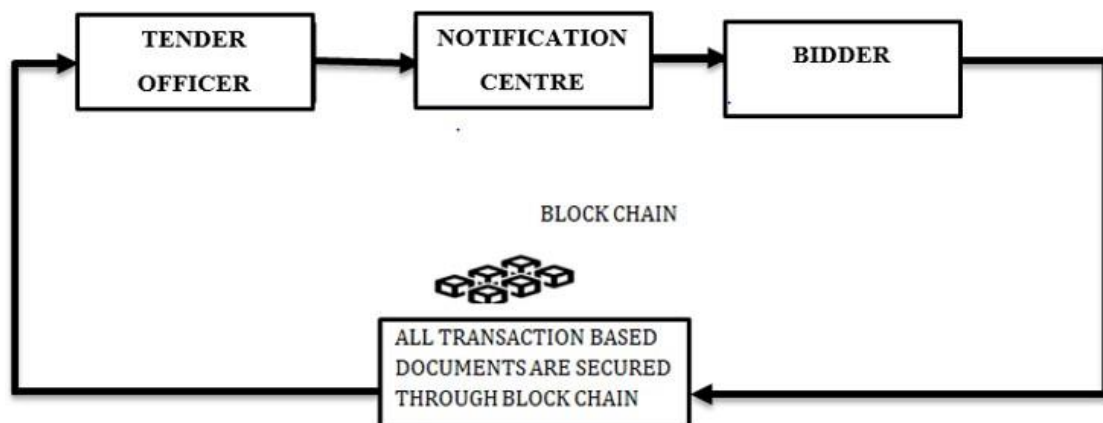 TENDER
OFFICER
NOTIFICATION
CENTRE
BIDDER
BLOCK CHAIN
ALL TRANSACTION BASED
DOCUMENTS ARE SECURED
THROUGH BLOCK CHAIN